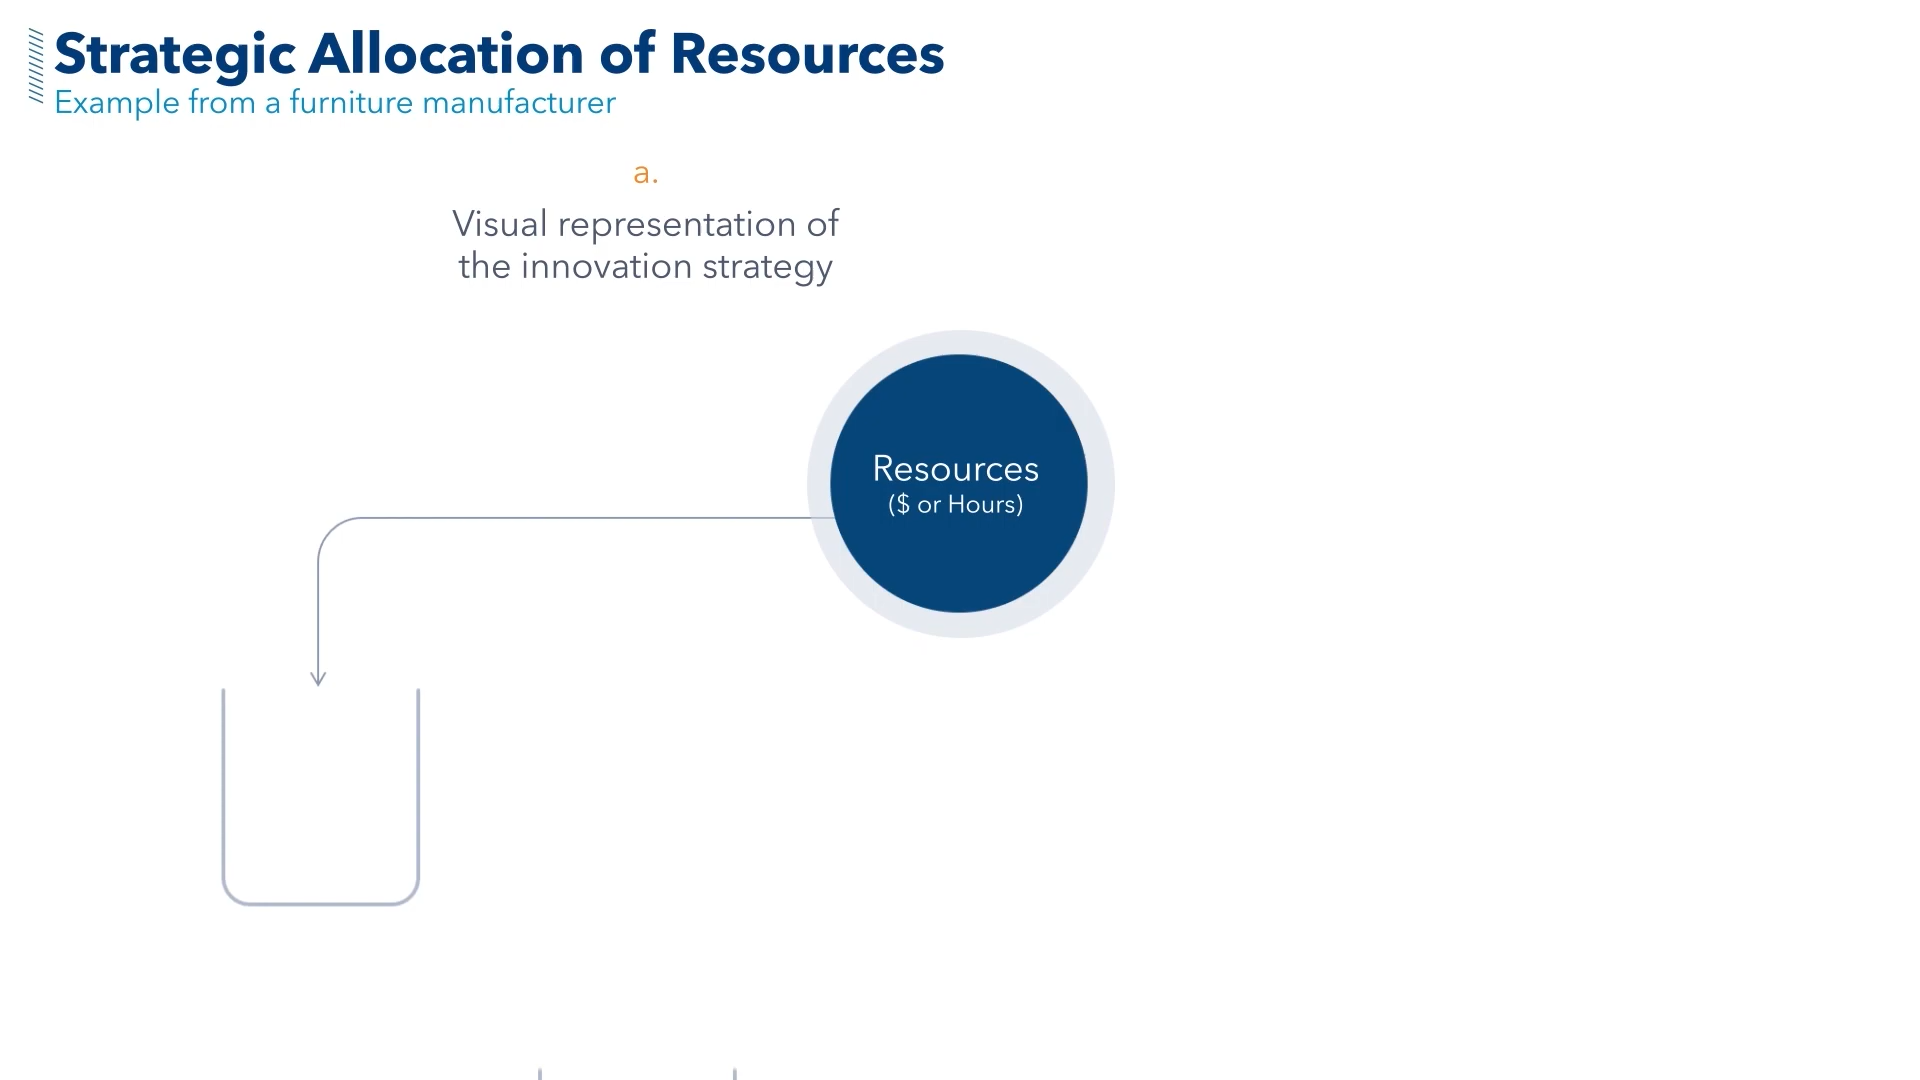 Strategic Allocation of Resources
Example from a furniture manufacturer
a.
Visual representation of
the innovation strategy
Resources
($ or Hours)